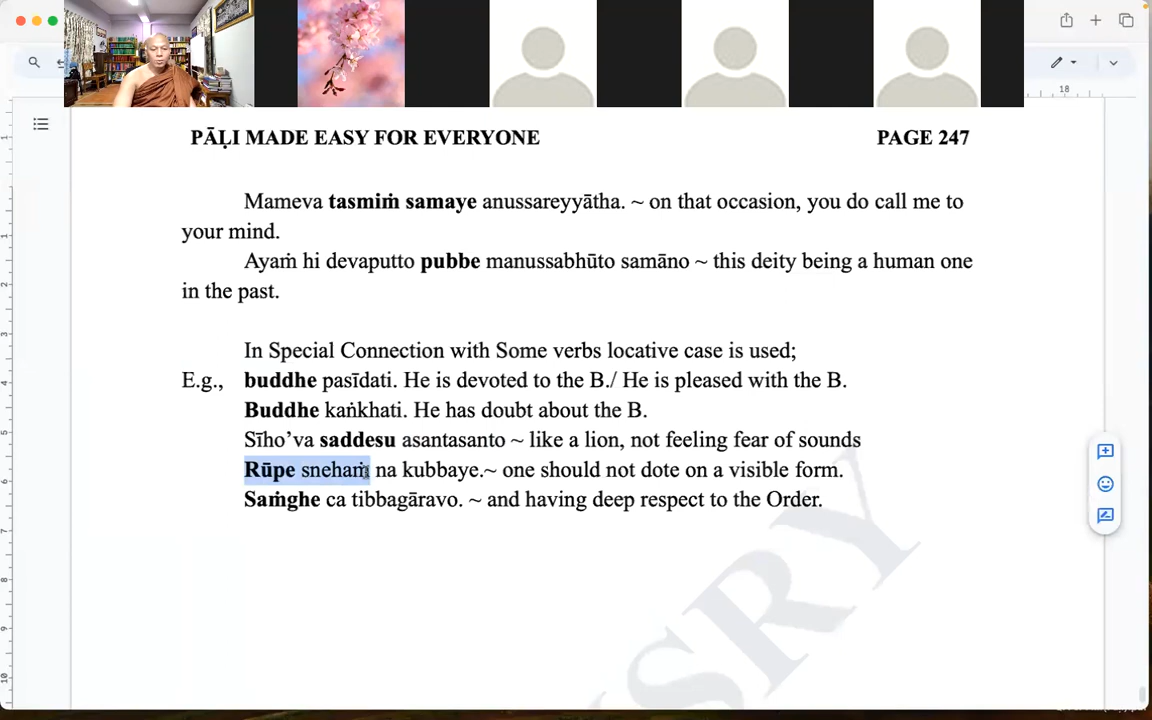 18
PĀḶI MADE EASY FOR EVERYONE PAGE 247
Mameva tasmiṁ samaye anussareyyātha. ~ on that occasion, you do call me to
your mind.
Ayaṁ hi devaputto pubbe manussabhūto samāno ~ this deity being a human one
in the past.
In Special Connection with Some verbs locative case is used;
E.g., buddhe pasīdati. He is devoted to the B./ He is pleased with the B.
Buddhe kaṅkhati. He has doubt about the B.
Sīho’va saddesu asantasanto ~ like a lion, not feeling fear of sounds
Rūpe snehaṁ na kubbaye.~ one should not dote on a visible form.
Saṁghe ca tibbagāravo. ~ and having deep respect to the Order.
SRY